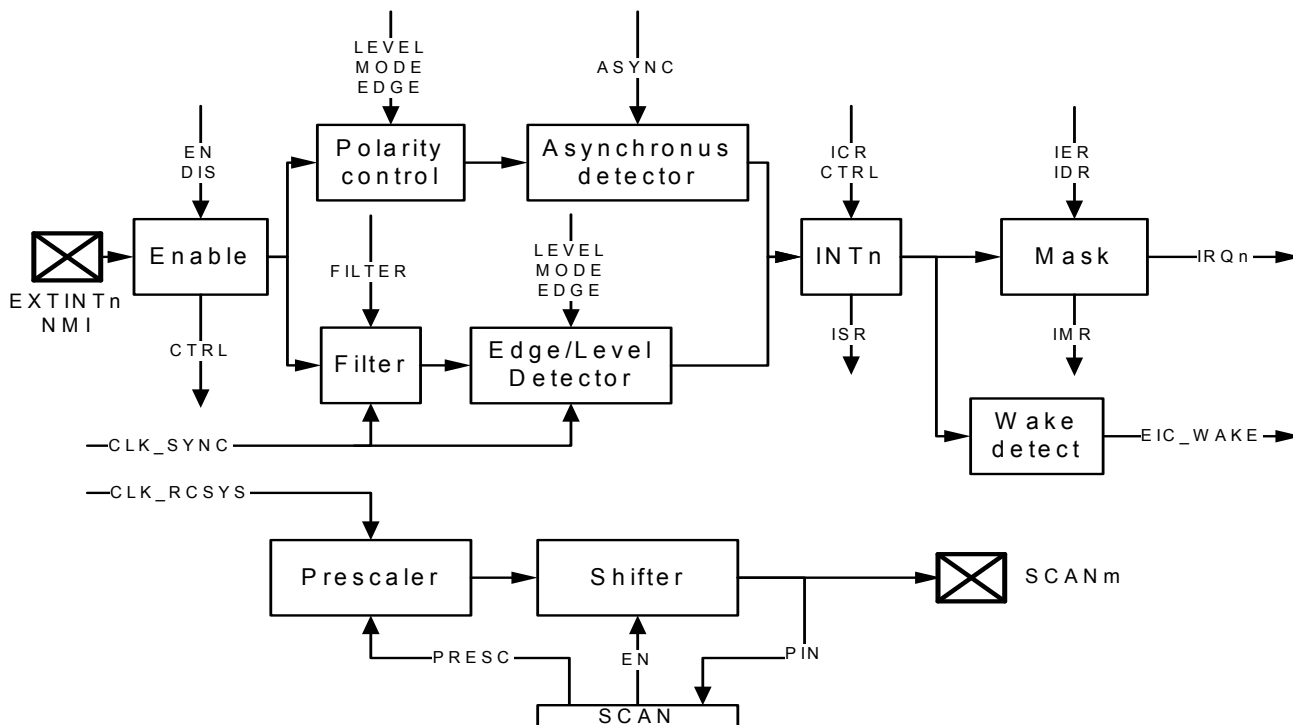 LEVEL
MODE
EDGE
ASYNC
EN
DIS
Polarity
control
Asynchronus
detector
ICR
CTRL
IER
IDR
Enable
FILTER
LEVEL
MODE
EDGE
INTn
Mask
IRQn
EXTINTn
NMI
CTRL
Filter
Edge/Level
Detector
ISR
IMR
CLK_SYNC
Wake
detect
EIC_WAKE
CLK_RCSYS
Prescaler
Shifter
SCANm
PRESC
EN
PIN
SCAN